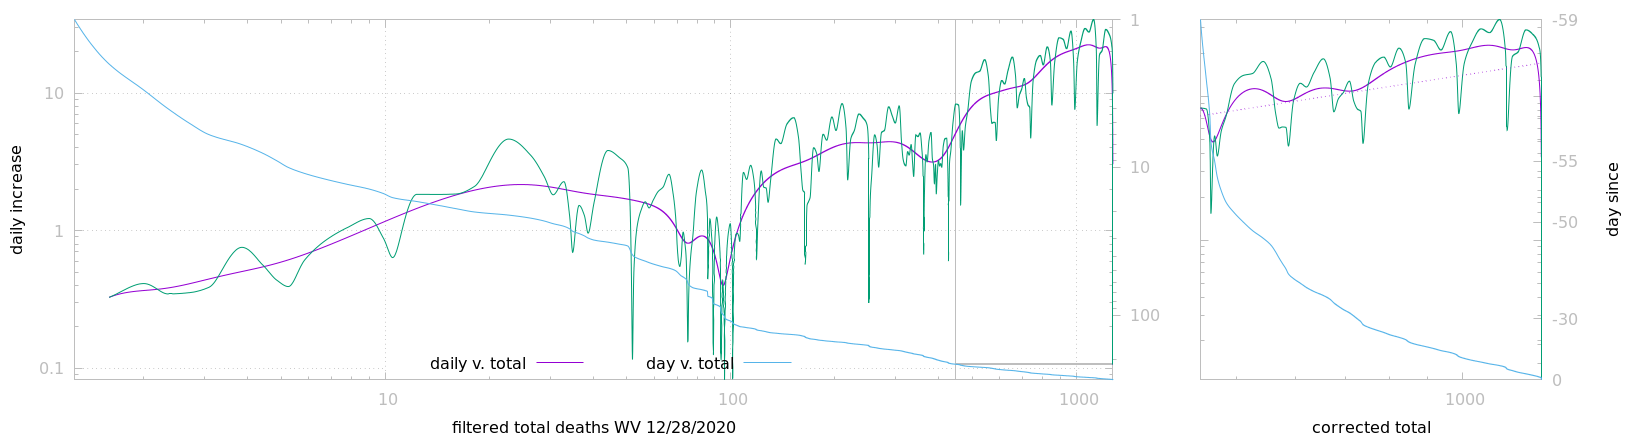 1 -59
10
10 -55
daily increase day since
1 -50
100 -30
daily v. total day v. total
0.1 0
10 100 1000 1000
filtered total deaths WV 12/28/2020 corrected total